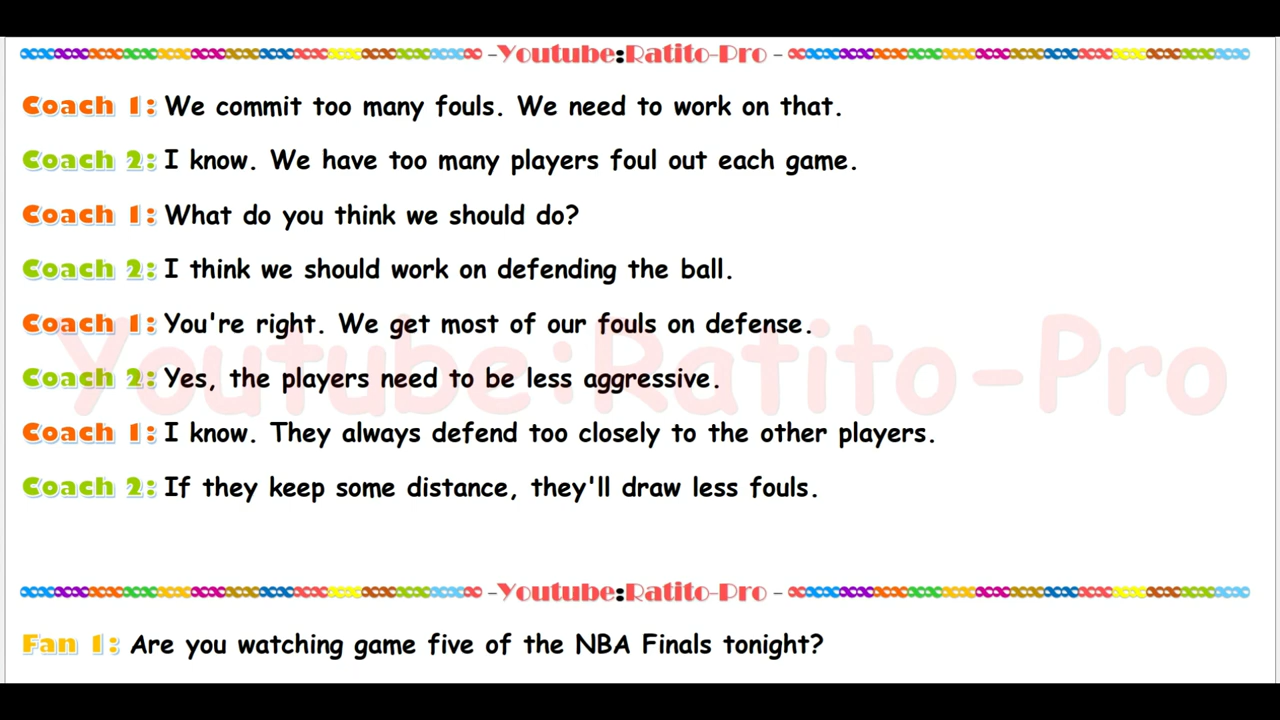 -Youtube:Ratito-Pro -
Coach 1: We commit too many fouls. We need to work on that.
Coach 2: I know. We have too many players foul out each game.
Coach 1: What do you think we should do?
Coach 2: I think we should work on defending the ball.
Coach 1: You're right. We get most of our fouls on defense.
Youtube:Ratito-Pro
Coach 2: Yes, the players need to be less aggressive.
Coach 1: I know. They always defend too closely to the other players.
Coach 2: If they keep some distance, they'll draw less fouls.
-Youtube:Ratito-Pro -
Fan 1: Are you watching game five of the NBA Finals tonight?